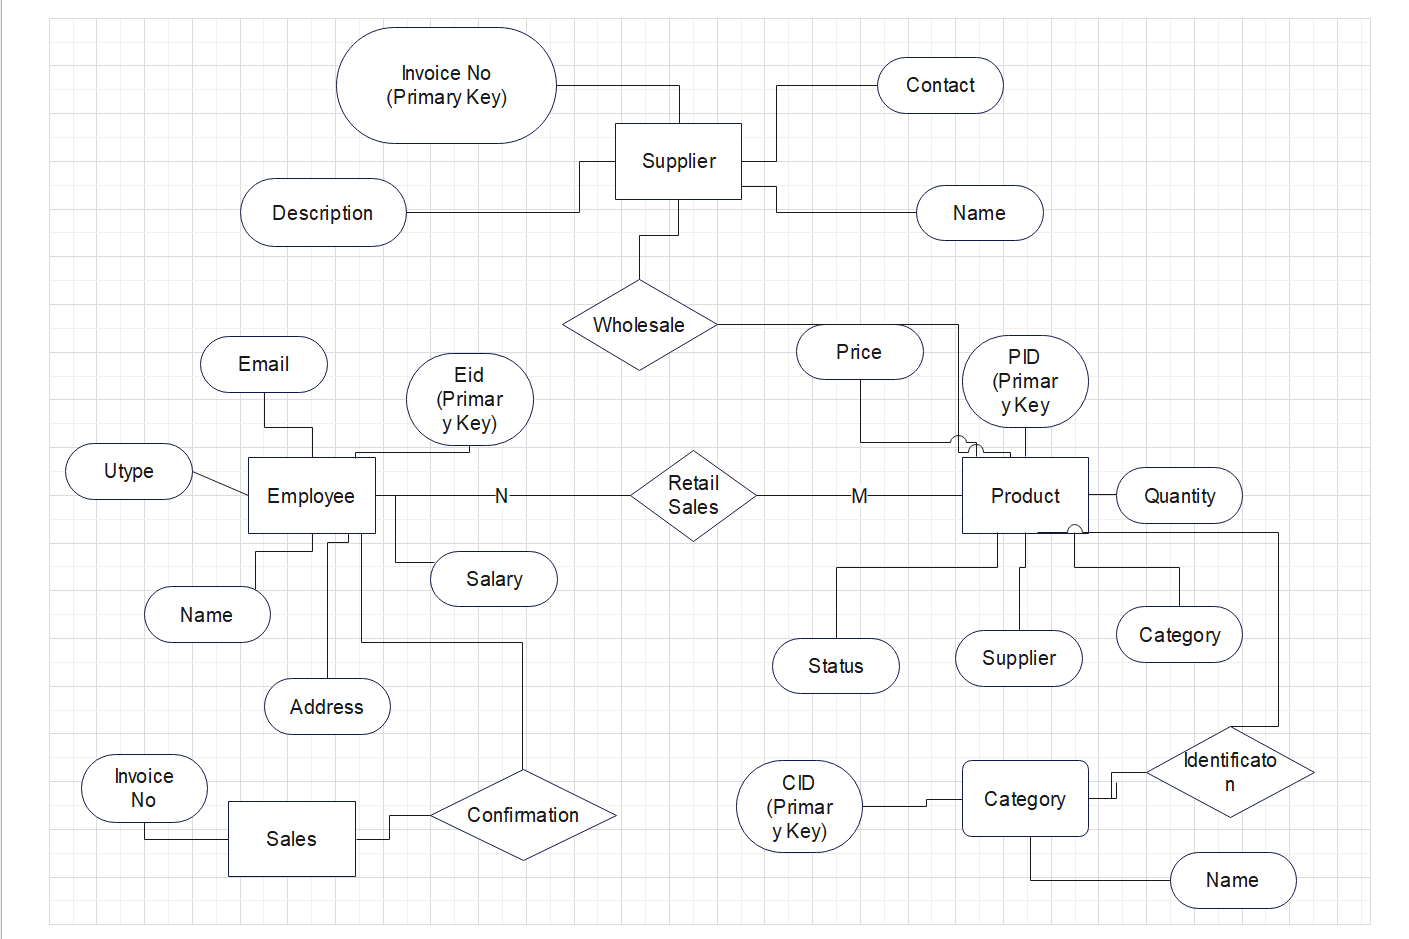 Invoice No
(Primary Key)
Contact
Supplier
Description
Name
Wholesale
Price
PID
(Primar
y Key
Email
Eid
(Primar
y Key)
Utype
Employee
N
Retail
Sales
M
Product
Quantity
Salary
Name
Status
Supplier
Category
Address
Invoice
No
Sales
Confirmation
CID
(Primar
y Key)
Category
Identificato
n
Name